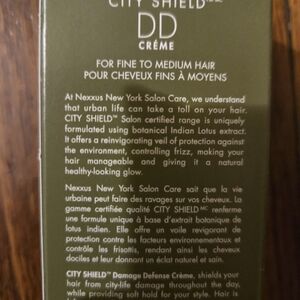 CITY SHIELD™MC
DD
CRÈME
FOR FINE TO MEDIUM HAIR
POUR CHEVEUX FINS À MOYENS
At Nexxus New York Salon Care, we understand
that urban life can take a toll on your hair.
CITY SHIELD™ Salon certified range is uniquely
formulated using botanical Indian Lotus extract.
It offers a reinvigorating veil of protection against
the environment, controlling frizz, making your
hair manageable and giving it a natural
healthy-looking glow.
Nexxus New York Salon Care sait que la vie
urbaine peut faire des ravages sur vos cheveux. La
gamme certifiée qualité CITY SHIELD MC renferme
une formule unique à base d'extrait botanique de
lotus indien. Elle offre un voile revigorant de
protection contre les facteurs environnementaux et
contrôle les frisottis, rendant ainsi les cheveux
dociles et leur donnant un éclat naturel et sain.
CITY SHIELD™ Damage Defense Crème, shields your
hair from city-life damage throughout the day,
while providing soft hold for your style. Hair is